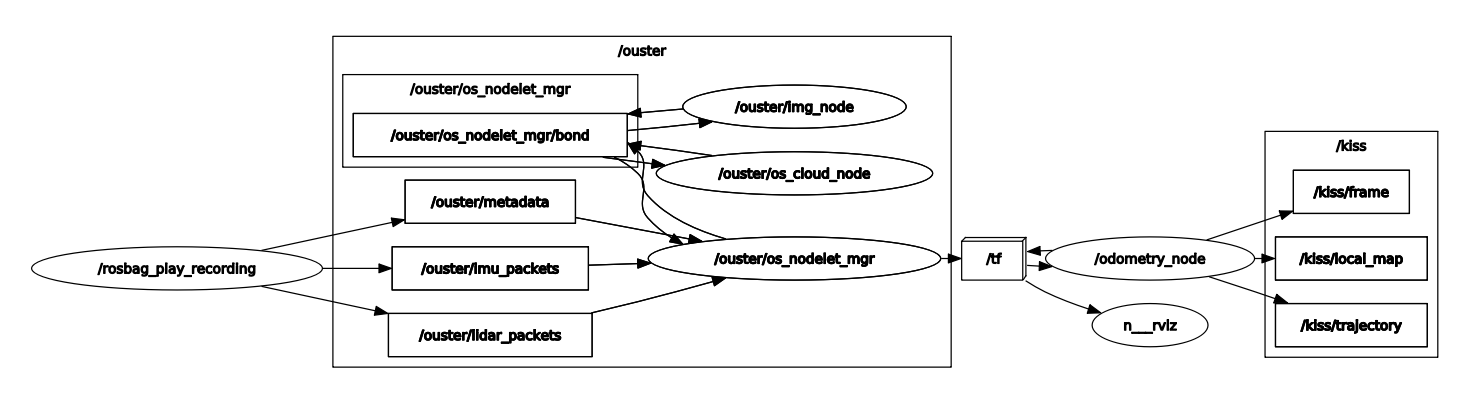 /ouster
/ouster/os_nodelet_mgr
/ouster/img_node
/ouster/os_nodelet_mgr/bond
/kiss
/ouster/os_cloud_node
/kiss/frame
/ouster/metadata
/rosbag_play_recording
/ouster/imu_packets
/ouster/os_nodelet_mgr
/tf
/odometry_node
/kiss/local_map
n___rviz
/kiss/trajectory
/ouster/lidar_packets